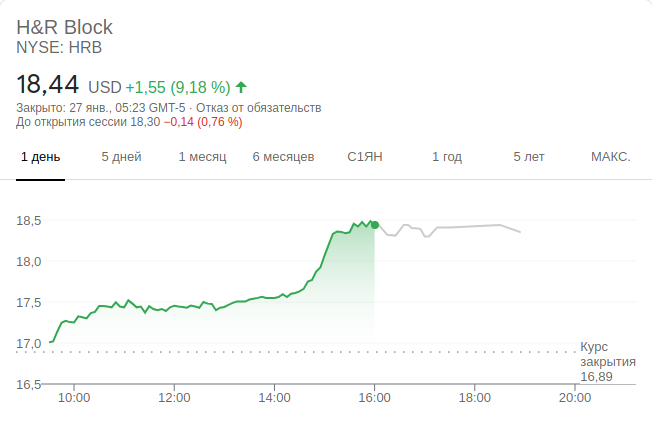 H&R Block
NYSE: HRB
18,44 USD +1,55 (9,18 %)
Закрыто: 27 янв., 05:23 GMT-5 · Отказ от обязательств
До открытия сессии 18,30 −0,14 (0,76 %)
1 день 5 дней 1 месяц 6 месяцев С1ЯН 1 год 5 лет МАКС.
18,5
18,0
17,5
17,0
Курс
закрытия
16,89
16,5
10:00 12:00 14:00 16:00 18:00 20:00